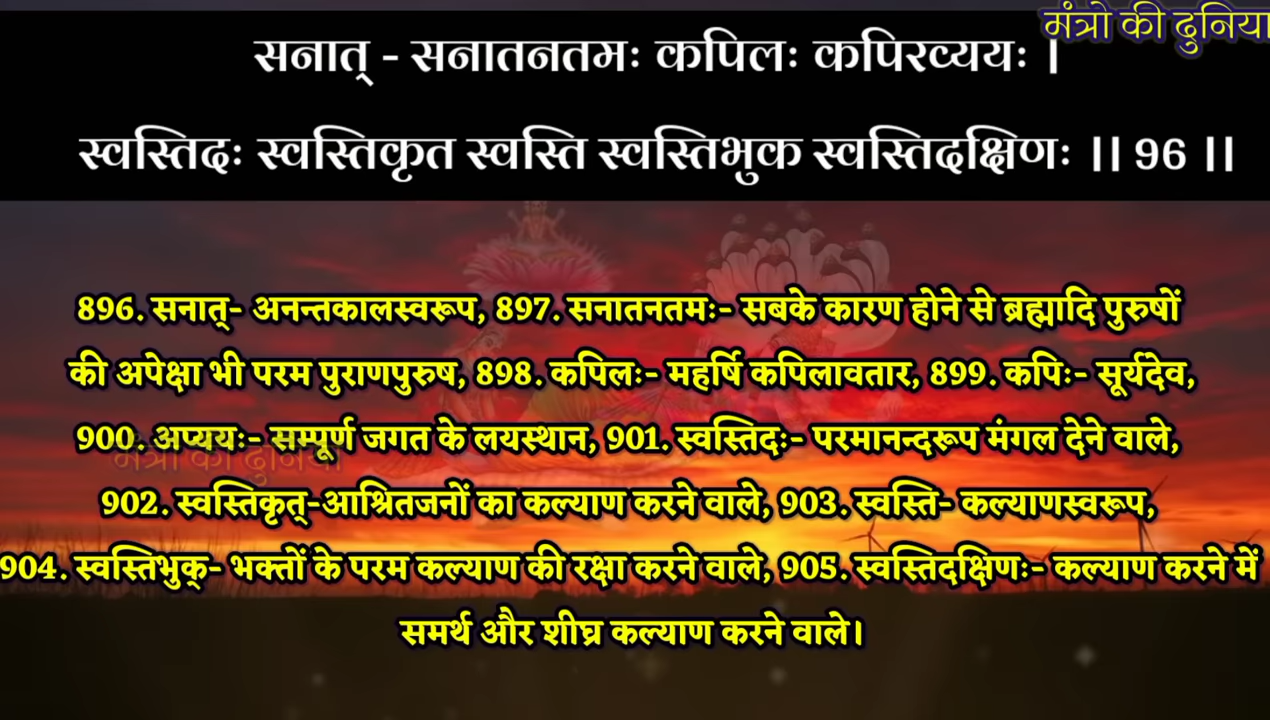 मंत्रो की दुनिया
सनात् - सनातनतमः कपिलः कपिरव्ययः |
स्वस्तिदः स्वस्तिकृत स्वस्ति स्वस्तिभुक स्वस्तिदक्षिणः || 96 ||
896. सनात्- अनन्तकालस्वरूप, 897. सनातनतमः- सबके कारण होने से ब्रह्मादि पुरुषों
की अपेक्षा भी परम पुराणपुरुष, 898. कपिलः- महर्षि कपिलावतार, 899. कपिः- सूर्यदेव,
900. अप्ययः- सम्पूर्ण जगत के लयस्थान, 901. स्वस्तिदः- परमानन्दरूप मंगल देने वाले,
मंत्रो की दुनिया
902. स्वस्तिकृत्-आश्रितजनों का कल्याण करने वाले, 903. स्वस्ति- कल्याणस्वरूप,
904. स्वस्तिभुक्- भक्तों के परम कल्याण की रक्षा करने वाले, 905. स्वस्तिदक्षिणः- कल्याण करने में
समर्थ और शीघ्र कल्याण करने वाले।